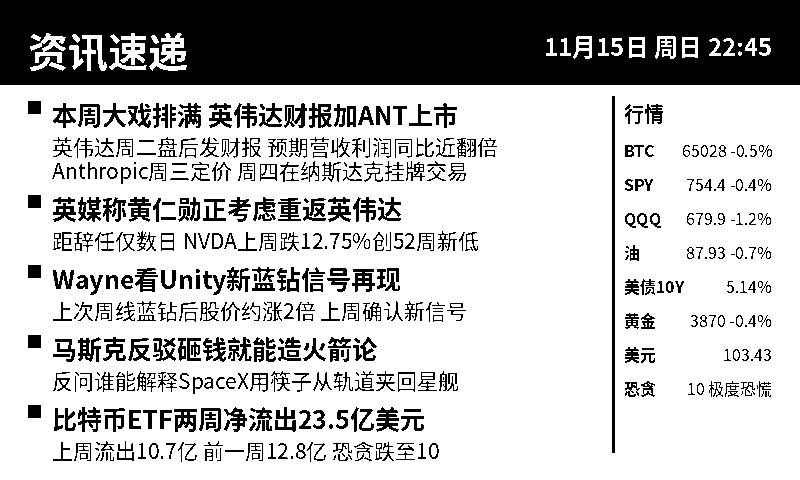 资讯速递
11月15日 周日 22:45
本周大戏排满 英伟达财报加ANT上市
英伟达周二盘后发财报 预期营收利润同比近翻倍
Anthropic周三定价 周四在纳斯达克挂牌交易
英媒称黄仁勋正考虑重返英伟达
距辞任仅数日 NVDA上周跌12.75%创52周新低
Wayne看Unity新蓝钻信号再现
上次周线蓝钻后股价约涨2倍 上周确认新信号
马斯克反驳砸钱就能造火箭论
反问谁能解释SpaceX用筷子从轨道夹回星舰
比特币ETF两周净流出23.5亿美元
上周流出10.7亿 前一周12.8亿 恐贪跌至10
行情
BTC 65028 -0.5%
SPY 754.4 -0.4%
QQQ 679.9 -1.2%
油 87.93 -0.7%
美债10Y 5.14%
黄金 3870 -0.4%
美元 103.43
恐贪 10 极度恐慌